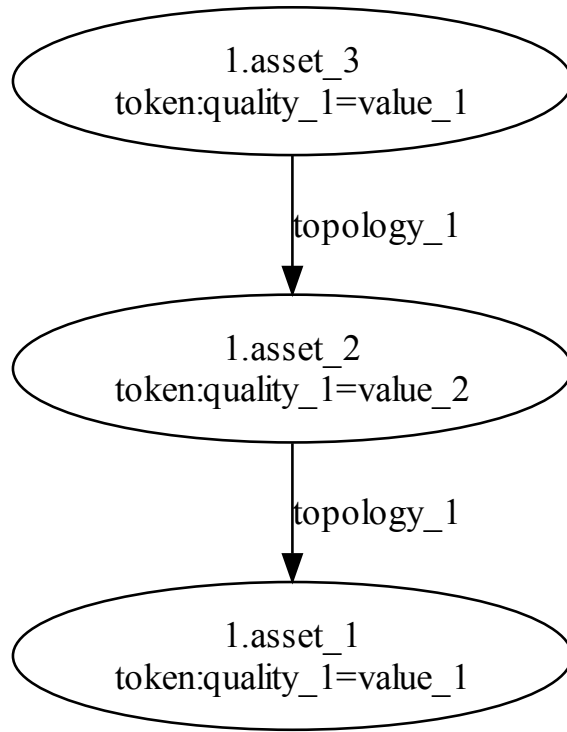 1.asset_3
token:quality_1=value_1
topology_1
1.asset_2
token:quality_1=value_2
topology_1
1.asset_1
token:quality_1=value_1